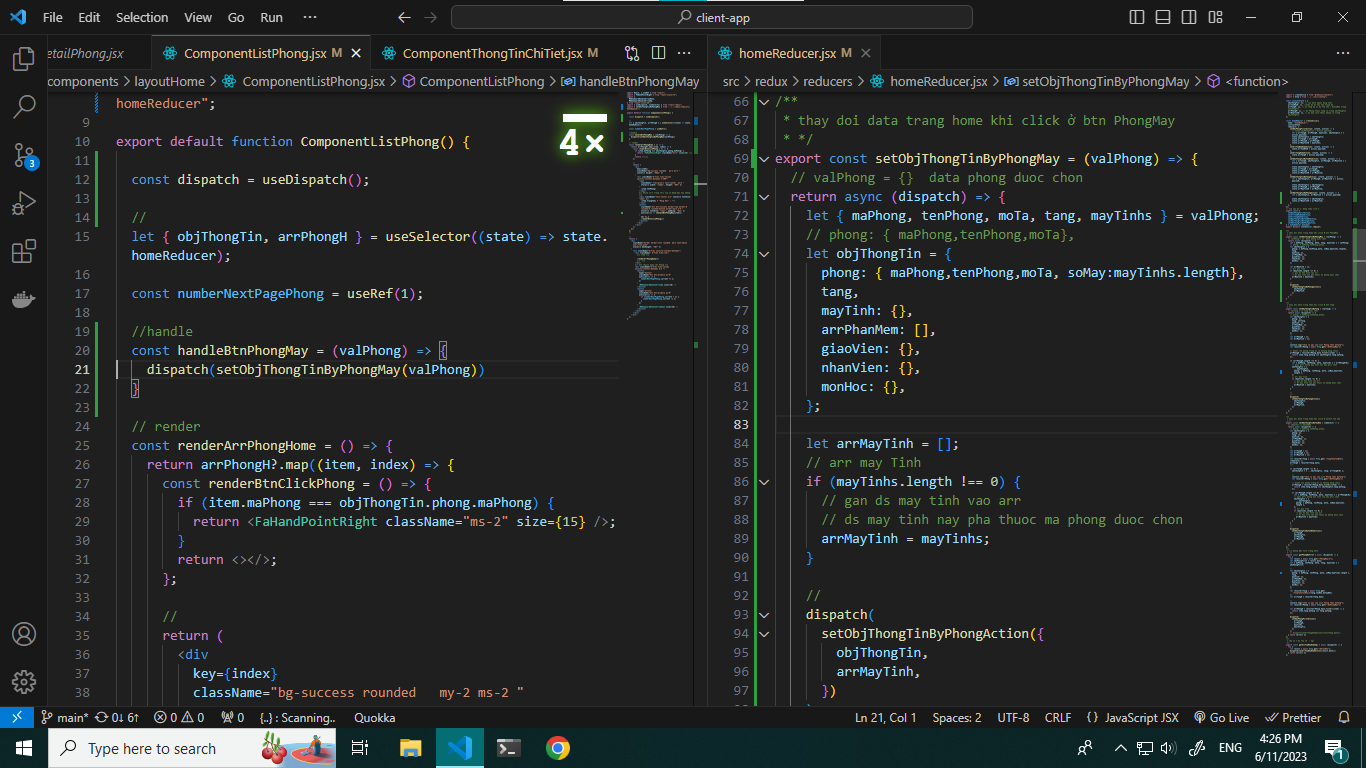 File Edit Selection View Go Run ··· client-app
etailPhong.jsx ComponentListPhong.jsx M ComponentThongTinChiTiet.jsx M ···
components > layoutHome > ComponentListPhong.jsx > ComponentListPhong > handleBtnPhongMay
homeReducer";
9
10 export default function ComponentListPhong() {
11
12 const dispatch = useDispatch();
13
14 //
15 let { objThongTin, arrPhongH } = useSelector((state) => state.
homeReducer);
16
17 const numberNextPagePhong = useRef(1);
18
19 //handle
20 const handleBtnPhongMay = (valPhong) => {
21 dispatch(setObjThongTinByPhongMay(valPhong))
22 }
23
24 // render
25 const renderArrPhongHome = () => {
26 return arrPhongH?.map((item, index) => {
27 const renderBtnClickPhong = () => {
28 if (item.maPhong === objThongTin.phong.maPhong) {
29 return <FaHandPointRight className="ms-2" size={15} />;
30 }
31 return <></>;
32 };
33
34 //
35 return (
36 <div
37 key={index}
38 className="bg-success rounded   my-2 ms-2 "
4×
homeReducer.jsx M ···
src > redux > reducers > homeReducer.jsx > setObjThongTinByPhongMay > <function>
66 /**
67 * thay doi data trang home khi click ở btn PhongMay
68 * */
69 export const setObjThongTinByPhongMay = (valPhong) => {
70 // valPhong = {}  data phong duoc chon
71 return async (dispatch) => {
72 let { maPhong, tenPhong, moTa, tang, mayTinhs } = valPhong;
73 // phong: { maPhong,tenPhong,moTa},
74 let objThongTin = {
75 phong: { maPhong,tenPhong,moTa, soMay:mayTinhs.length},
76 tang,
77 mayTinh: {},
78 arrPhanMem: [],
79 giaoVien: {},
80 nhanVien: {},
81 monHoc: {},
82 };
83
84 let arrMayTinh = [];
85 // arr may Tinh
86 if (mayTinhs.length !== 0) {
87 // gan ds may tinh vao arr
88 // ds may tinh nay pha thuoc ma phong duoc chon
89 arrMayTinh = mayTinhs;
90 }
91
92 //
93 dispatch(
94 setObjThongTinByPhongAction({
95 objThongTin,
96 arrMayTinh,
97 })
3
main* 0↓ 6↑ 0 0 0 {..} : Scanning.. Quokka Ln 21, Col 1 Spaces: 2 UTF-8 CRLF {} JavaScript JSX Go Live Prettier
Type here to search ENG 4:26 PM
6/11/2023 1